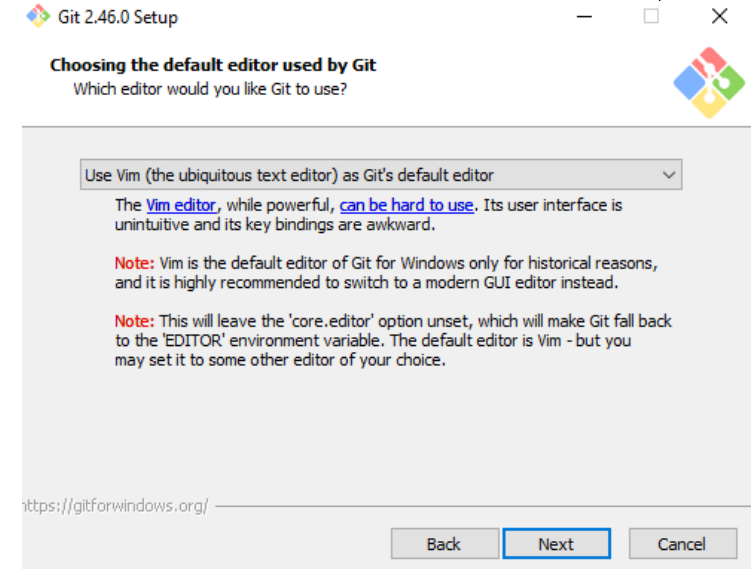 Git 2.46.0 Setup
Choosing the default editor used by Git
Which editor would you like Git to use?
Use Vim (the ubiquitous text editor) as Git's default editor
The Vim editor, while powerful, can be hard to use. Its user interface is
unintuitive and its key bindings are awkward.
Note: Vim is the default editor of Git for Windows only for historical reasons,
and it is highly recommended to switch to a modern GUI editor instead.
Note: This will leave the 'core.editor' option unset, which will make Git fall back
to the 'EDITOR' environment variable. The default editor is Vim - but you
may set it to some other editor of your choice.
https://gitforwindows.org/
Back Next Cancel